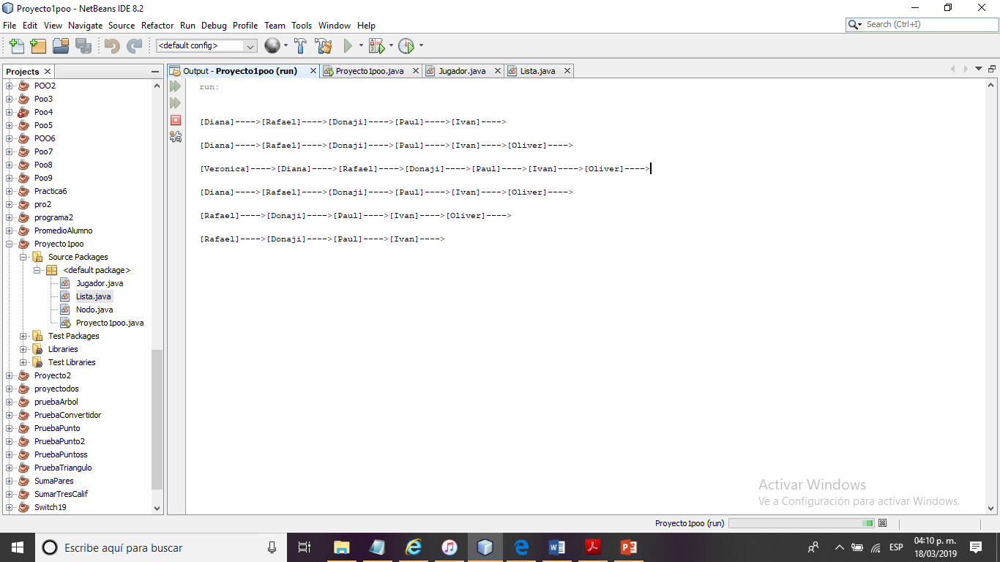 Proyecto1poo - NetBeans IDE 8.2
File Edit View Navigate Source Refactor Run Debug Profile Team Tools Window Help
Search (Ctrl+I)
<default config>
Projects
Output - Proyecto1poo (run)
Proyecto1poo.java
Jugador.java
Lista.java
POO2
Poo3
Poo4
Poo5
POO6
Poo7
Poo8
Poo9
Practica6
pro2
programa2
PromedioAlumno
Proyecto1poo
Source Packages
<default package>
Jugador.java
Lista.java
Nodo.java
Proyecto1poo.java
Test Packages
Libraries
Test Libraries
Proyecto2
proyectodos
pruebaArbol
PruebaConvertidor
PruebaPunto
PruebaPunto2
PruebaPuntoss
PruebaTriangulo
SumaPares
SumarTresCalif
Switch19
run:
[Diana]---->[Rafael]---->[Donaji]---->[Paul]---->[Ivan]---->
[Diana]---->[Rafael]---->[Donaji]---->[Paul]---->[Ivan]---->[Oliver]---->
[Veronica]---->[Diana]---->[Rafael]---->[Donaji]---->[Paul]---->[Ivan]---->[Oliver]---->
[Diana]---->[Rafael]---->[Donaji]---->[Paul]---->[Ivan]---->[Oliver]---->
[Rafael]---->[Donaji]---->[Paul]---->[Ivan]---->[Oliver]---->
[Rafael]---->[Donaji]---->[Paul]---->[Ivan]---->
Activar Windows
Ve a Configuración para activar Windows.
Proyecto1poo (run)
Escribe aquí para buscar
ESP
04:10 p. m.
18/03/2019